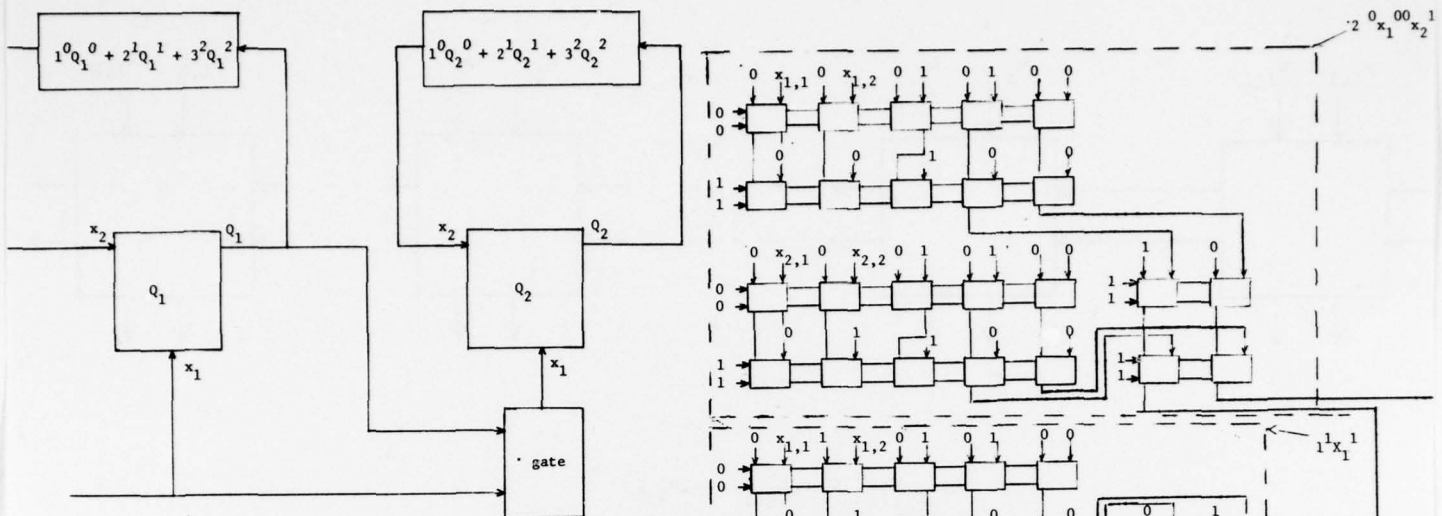 1⁰Q₁⁰ + 2¹Q₁¹ + 3²Q₁²
x₂
Q₁
Q₁
x₁
1⁰Q₂⁰ + 2¹Q₂¹ + 3²Q₂²
x₂
Q₂
Q₂
x₁
gate
2 ⁰x₁⁰⁰x₂¹
0 x₁,₁ 0 x₁,₂ 0 1 0 1 0 0
0
0
0 0 1 0 0
1
1
0 x₂,₁ 0 x₂,₂ 0 1 0 1 0 0 1 0
0 1
0 1
0 1 1 0 0
1 1
1 1
1¹X₁¹
0 x₁,₁ 1 x₁,₂ 0 1 0 1 0 0
0
0
0 1 0 0 0 1